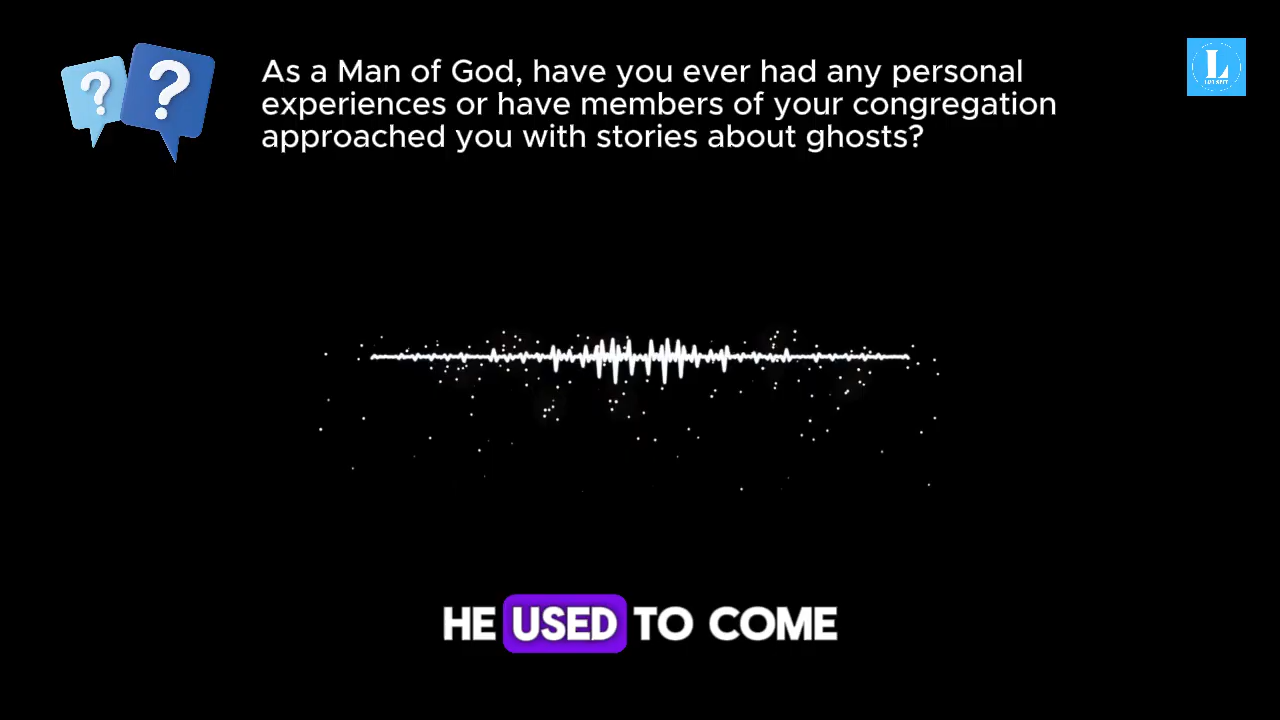 ? ?
As a Man of God, have you ever had any personal
experiences or have members of your congregation
approached you with stories about ghosts?
L
HE USED TO COME